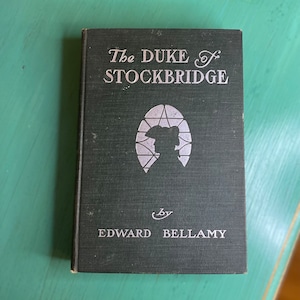 The DUKE of
STOCKBRIDGE
by
EDWARD BELLAMY